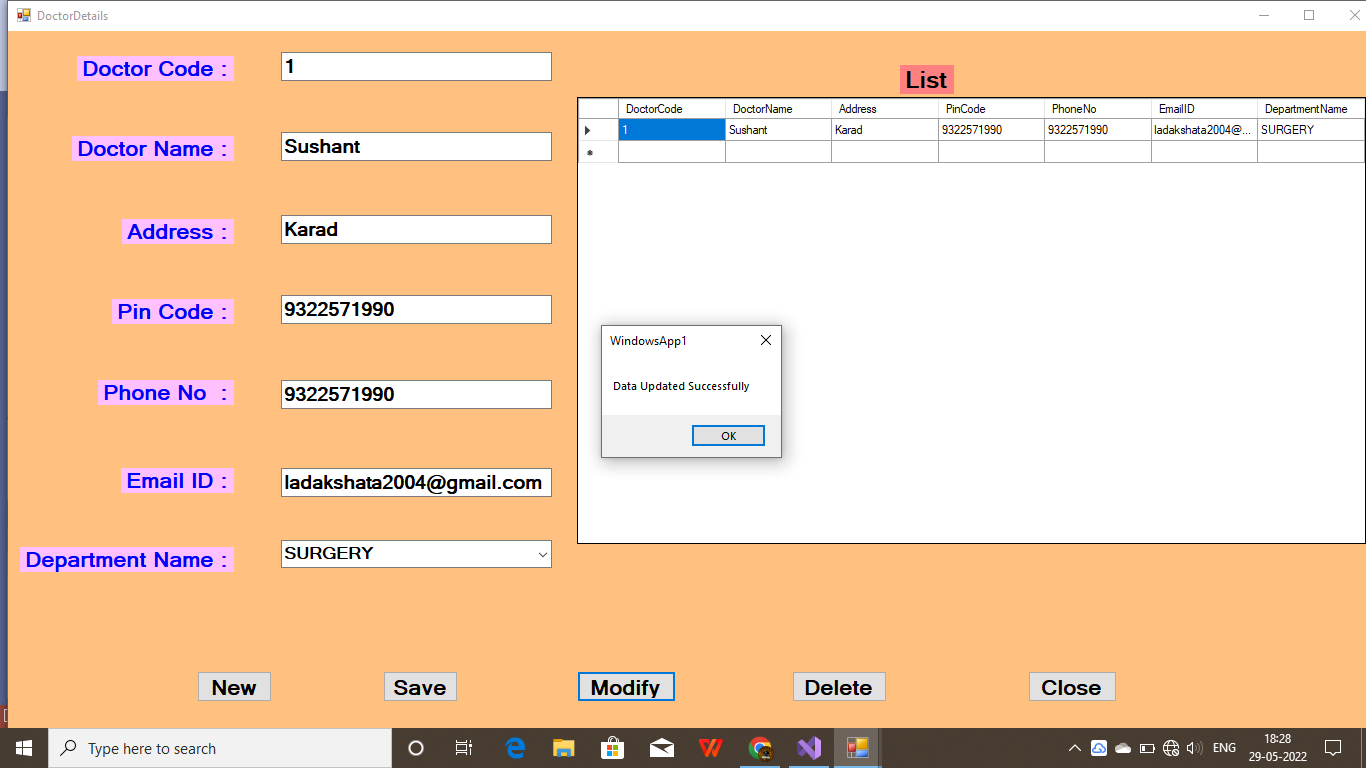 DoctorDetails
Doctor Code :
1
Doctor Name :
Sushant
Address :
Karad
Pin Code :
9322571990
Phone No :
9322571990
Email ID :
ladakshata2004@gmail.com
Department Name :
SURGERY
List
DoctorCode DoctorName Address PinCode PhoneNo EmailID DepartmentName
1 Sushant Karad 9322571990 9322571990 ladakshata2004@... SURGERY
WindowsApp1
Data Updated Successfully
OK
New Save Modify Delete Close
Type here to search
ENG
18:28
29-05-2022